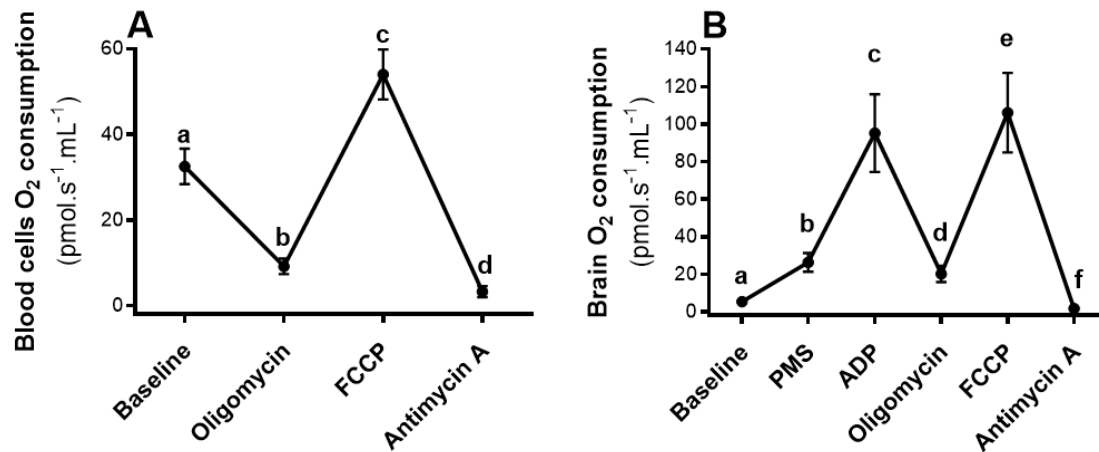 A
Blood cells O₂ consumption
(pmol.s⁻¹.mL⁻¹)
60
40
20
0
a
b
c
d
Baseline
Oligomycin
FCCP
Antimycin A
B
Brain O₂ consumption
(pmol.s⁻¹.mL⁻¹)
140
120
100
80
60
40
20
0
a
b
c
d
e
f
Baseline
PMS
ADP
Oligomycin
FCCP
Antimycin A